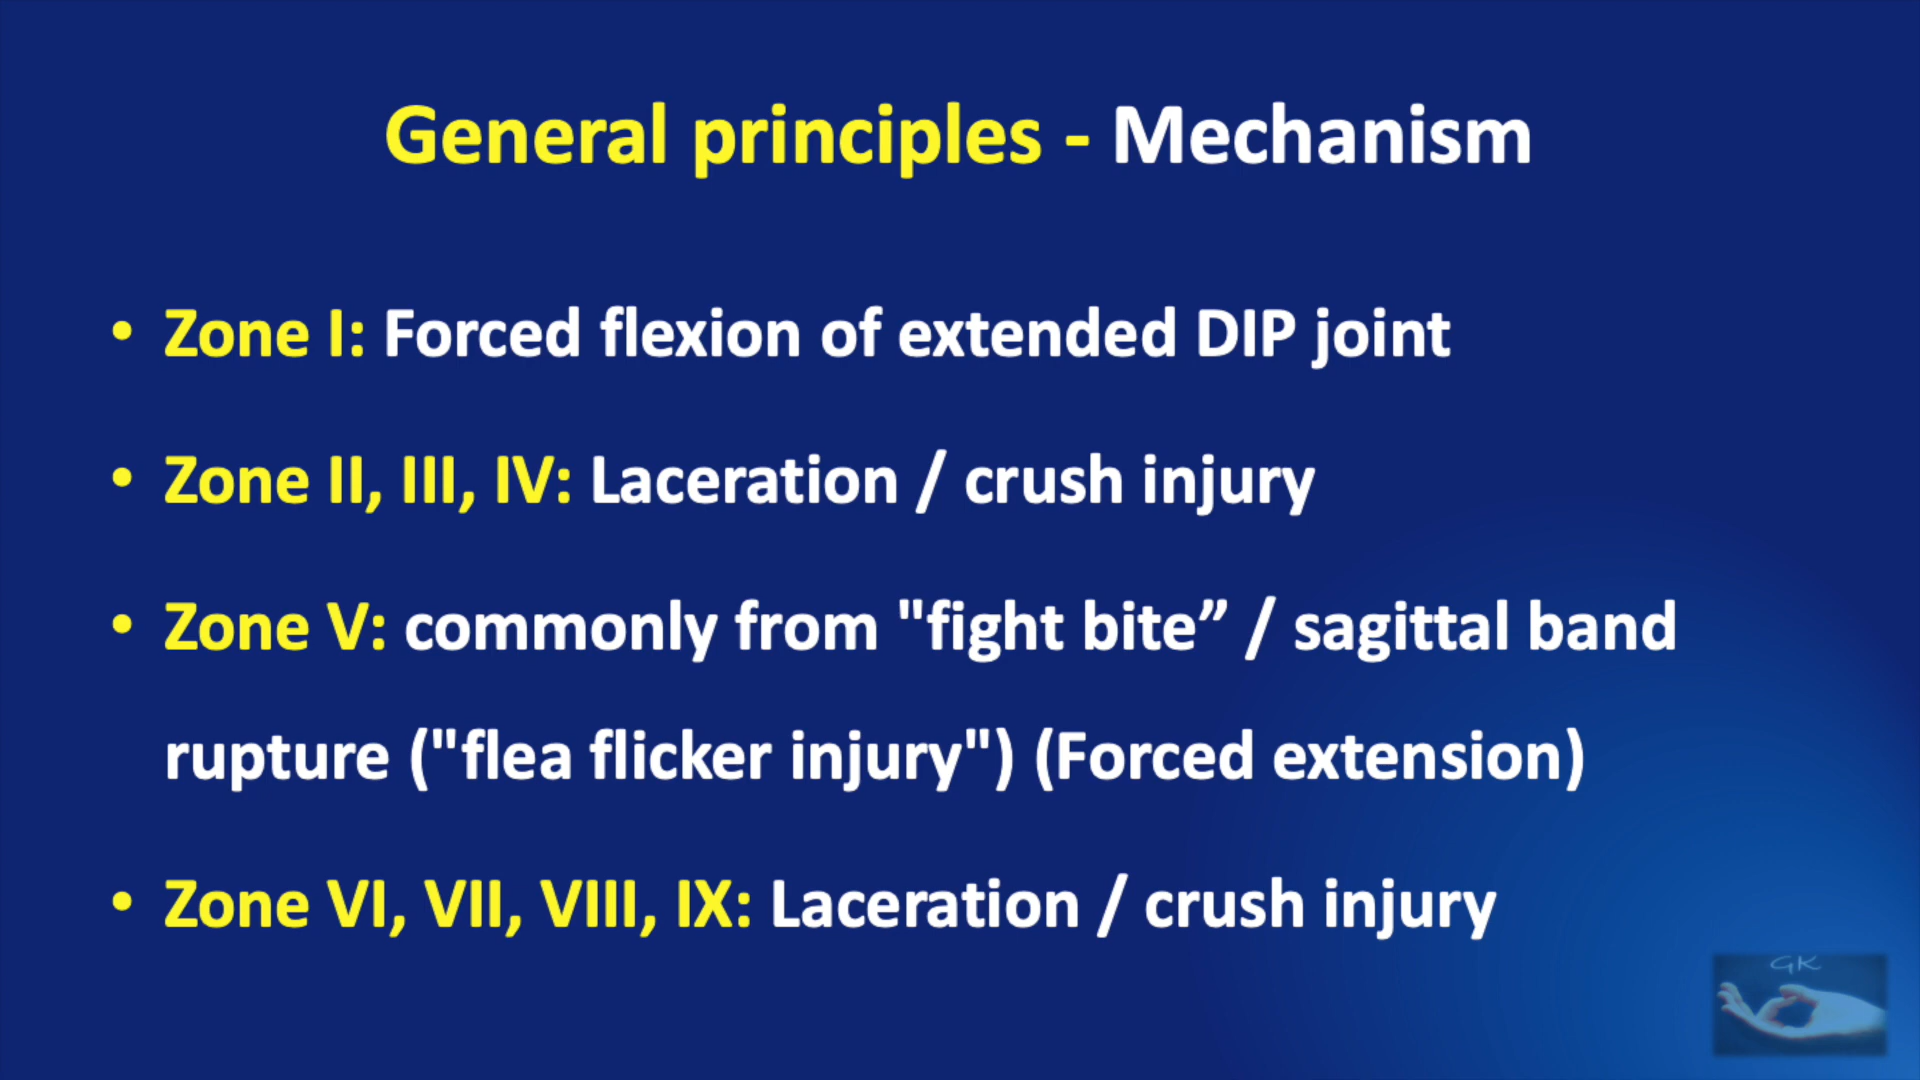 General principles - Mechanism
• Zone I: Forced flexion of extended DIP joint
• Zone II, III, IV: Laceration / crush injury
• Zone V: commonly from "fight bite” / sagittal band
rupture ("flea flicker injury") (Forced extension)
• Zone VI, VII, VIII, IX: Laceration / crush injury
GK